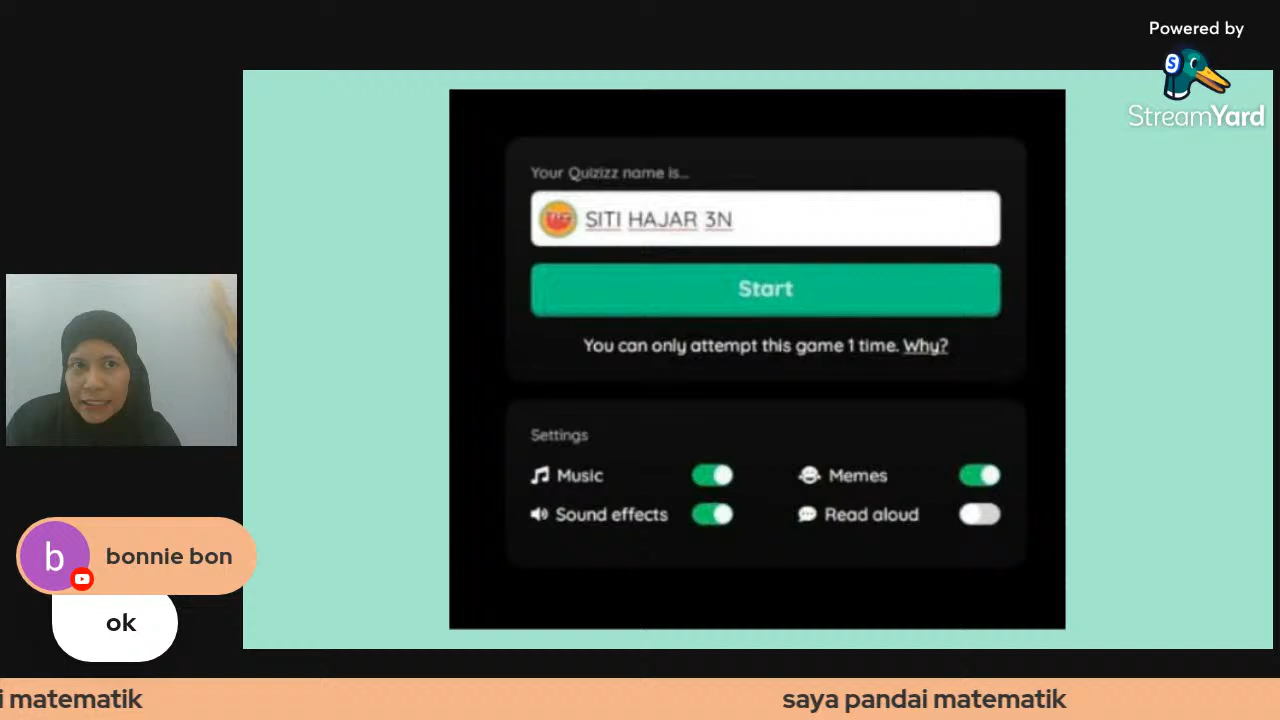 Powered by
StreamYard
Your Quizizz name is...
SITI HAJAR 3N
Start
You can only attempt this game 1 time. Why?
Settings
Music
Memes
Sound effects
Read aloud
b
bonnie bon
ok
i matematik
saya pandai matematik